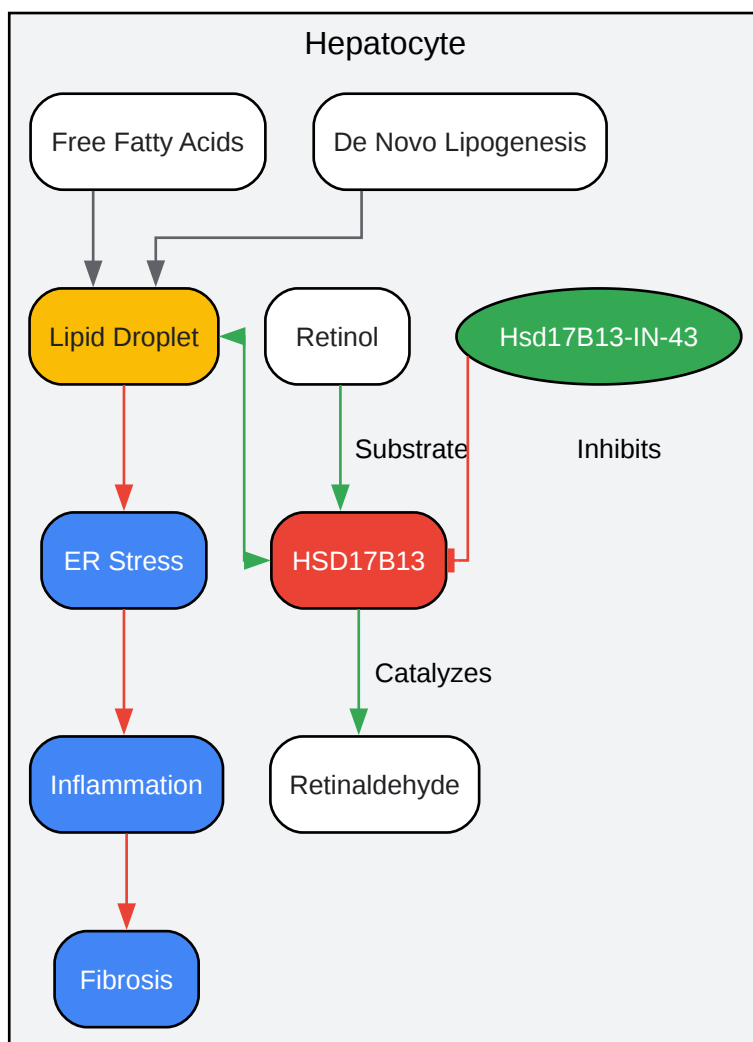 Hepatocyte
Free Fatty Acids
De Novo Lipogenesis
Lipid Droplet
Retinol
Hsd17B13-IN-43
Substrate
Inhibits
ER Stress
HSD17B13
Catalyzes
Inflammation
Retinaldehyde
Fibrosis